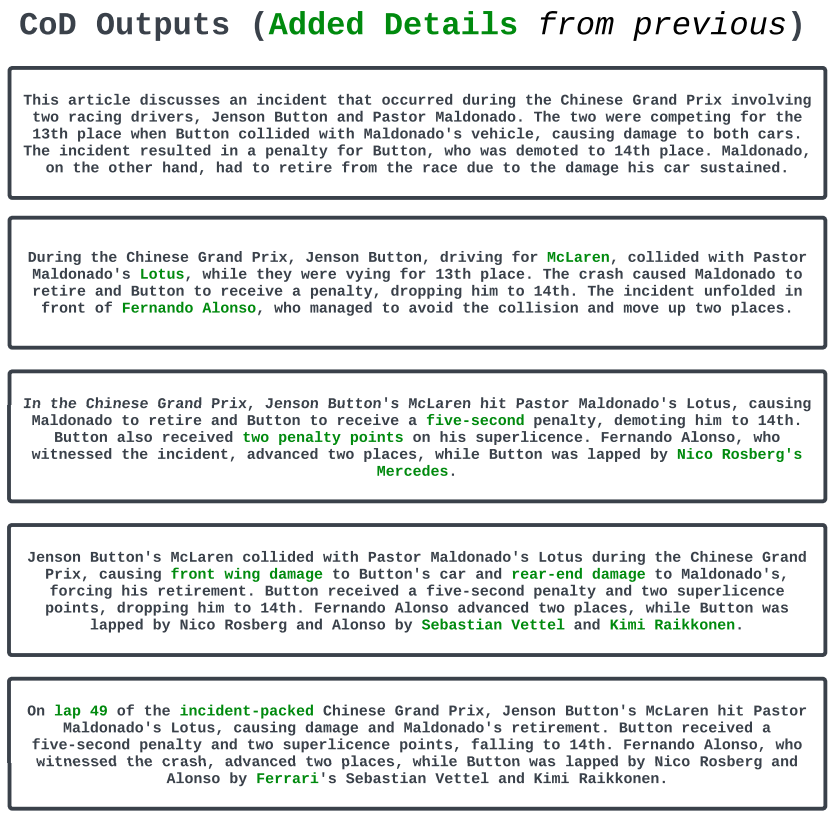 CoD Outputs (Added Details from previous)
This article discusses an incident that occurred during the Chinese Grand Prix involving
two racing drivers, Jenson Button and Pastor Maldonado. The two were competing for the
13th place when Button collided with Maldonado's vehicle, causing damage to both cars.
The incident resulted in a penalty for Button, who was demoted to 14th place. Maldonado,
on the other hand, had to retire from the race due to the damage his car sustained.
During the Chinese Grand Prix, Jenson Button, driving for McLaren, collided with Pastor
Maldonado's Lotus, while they were vying for 13th place. The crash caused Maldonado to
retire and Button to receive a penalty, dropping him to 14th. The incident unfolded in
front of Fernando Alonso, who managed to avoid the collision and move up two places.
In the Chinese Grand Prix, Jenson Button's McLaren hit Pastor Maldonado's Lotus, causing
Maldonado to retire and Button to receive a five-second penalty, demoting him to 14th.
Button also received two penalty points on his superlicence. Fernando Alonso, who
witnessed the incident, advanced two places, while Button was lapped by Nico Rosberg's
Mercedes.
Jenson Button's McLaren collided with Pastor Maldonado's Lotus during the Chinese Grand
Prix, causing front wing damage to Button's car and rear-end damage to Maldonado's,
forcing his retirement. Button received a five-second penalty and two superlicence
points, dropping him to 14th. Fernando Alonso advanced two places, while Button was
lapped by Nico Rosberg and Alonso by Sebastian Vettel and Kimi Raikkonen.
On lap 49 of the incident-packed Chinese Grand Prix, Jenson Button's McLaren hit Pastor
Maldonado's Lotus, causing damage and Maldonado's retirement. Button received a
five-second penalty and two superlicence points, falling to 14th. Fernando Alonso, who
witnessed the crash, advanced two places, while Button was lapped by Nico Rosberg and
Alonso by Ferrari's Sebastian Vettel and Kimi Raikkonen.